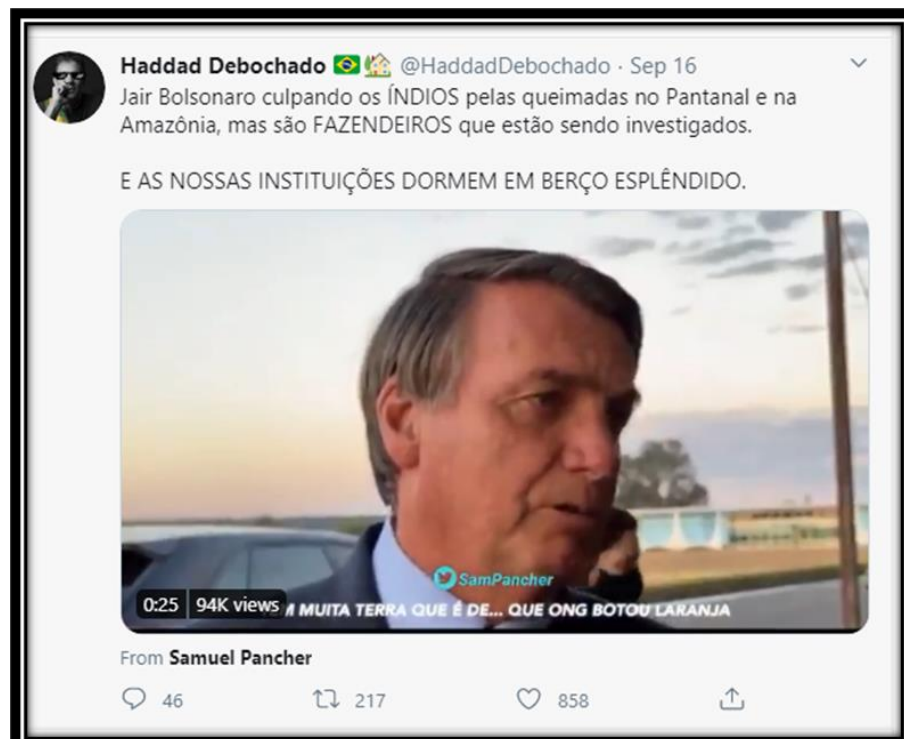 Haddad Debochado 🇧🇷🏡 @HaddadDebochado · Sep 16
Jair Bolsonaro culpando os ÍNDIOS pelas queimadas no Pantanal e na
Amazônia, mas são FAZENDEIROS que estão sendo investigados.
E AS NOSSAS INSTITUIÇÕES DORMEM EM BERÇO ESPLÊNDIDO.
SamPancher
0:25 94K views
MUITA TERRA QUE É DE... QUE ONG BOTOU LARANJA
From Samuel Pancher
46 217 858